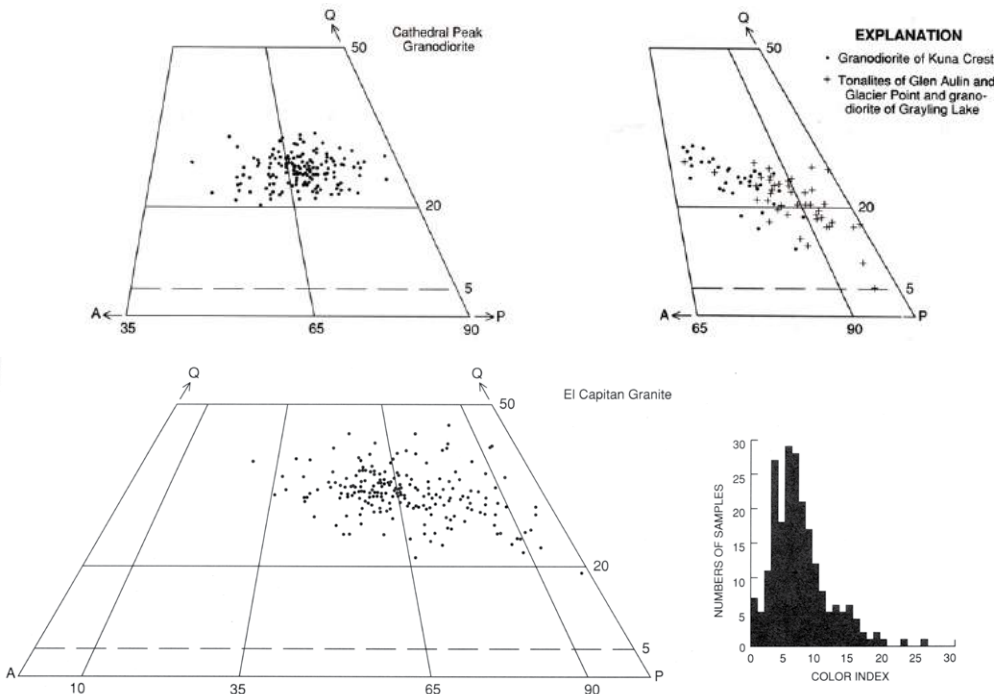 Cathedral Peak
Granodiorite
Q
50
20
5
A
P
35
65
90
Q
50
EXPLANATION
Granodiorite of Kuna Crest
+ Tonalites of Glen Aulin and
Glacier Point and grano-
diorite of Grayling Lake
20
5
A
P
65
90
Q
Q
El Capitan Granite
50
20
5
A
P
10
35
65
90
NUMBERS OF SAMPLES
30
25
20
15
10
5
0
0
5
10
15
20
25
30
COLOR INDEX